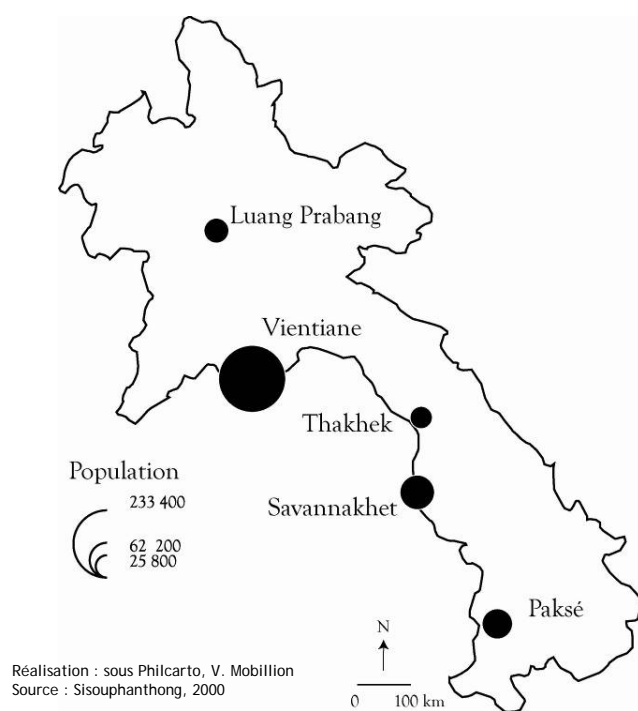 Luang Prabang
Vientiane
Thakhek
Savannakhet
Paksé
Population
233 400
62 200
25 800
N
0 100 km
Réalisation : sous Philcarto, V. Mobillion
Source : Sisouphanthong, 2000